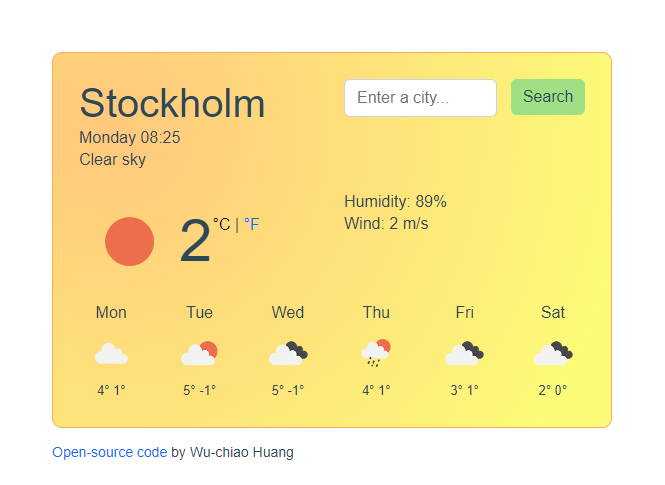 Stockholm
Enter a city...
Search
Monday 08:25
Clear sky
Humidity: 89%
Wind: 2 m/s
2°C | °F
Mon Tue Wed Thu Fri Sat
4° 1° 5° -1° 5° -1° 4° 1° 3° 1° 2° 0°
Open-source code by Wu-chiao Huang